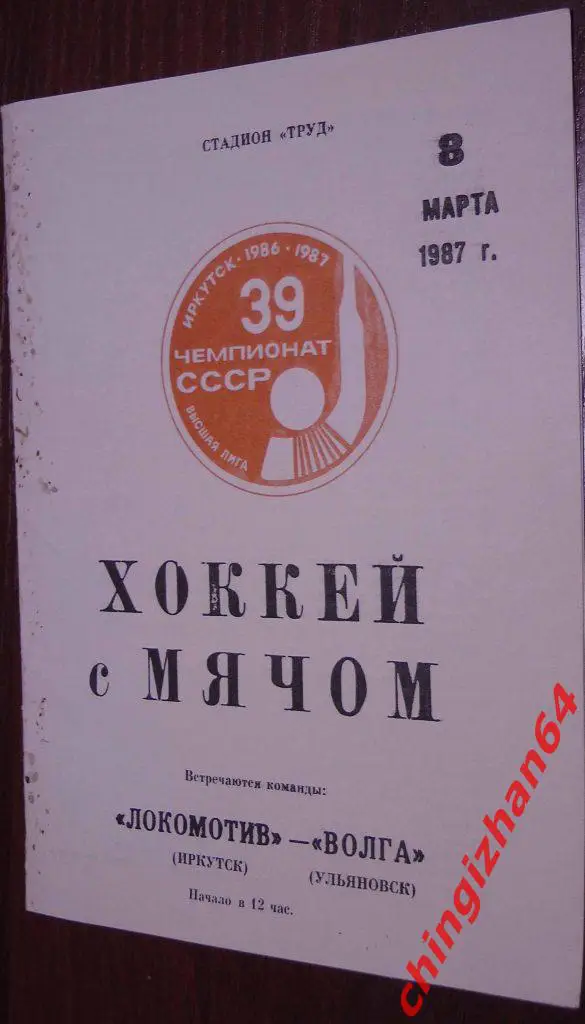 СТАДИОН «ТРУД»
8
МАРТА
1987 г.
ИРКУТСК · 1986 · 1987
39
ЧЕМПИОНАТ
СССР
ВЫСШАЯ ЛИГА
ХОККЕЙ
с МЯЧОМ
Встречаются команды:
«ЛОКОМОТИВ» — «ВОЛГА»
(ИРКУТСК) (УЛЬЯНОВСК)
Начало в 12 час.
chingizhan64